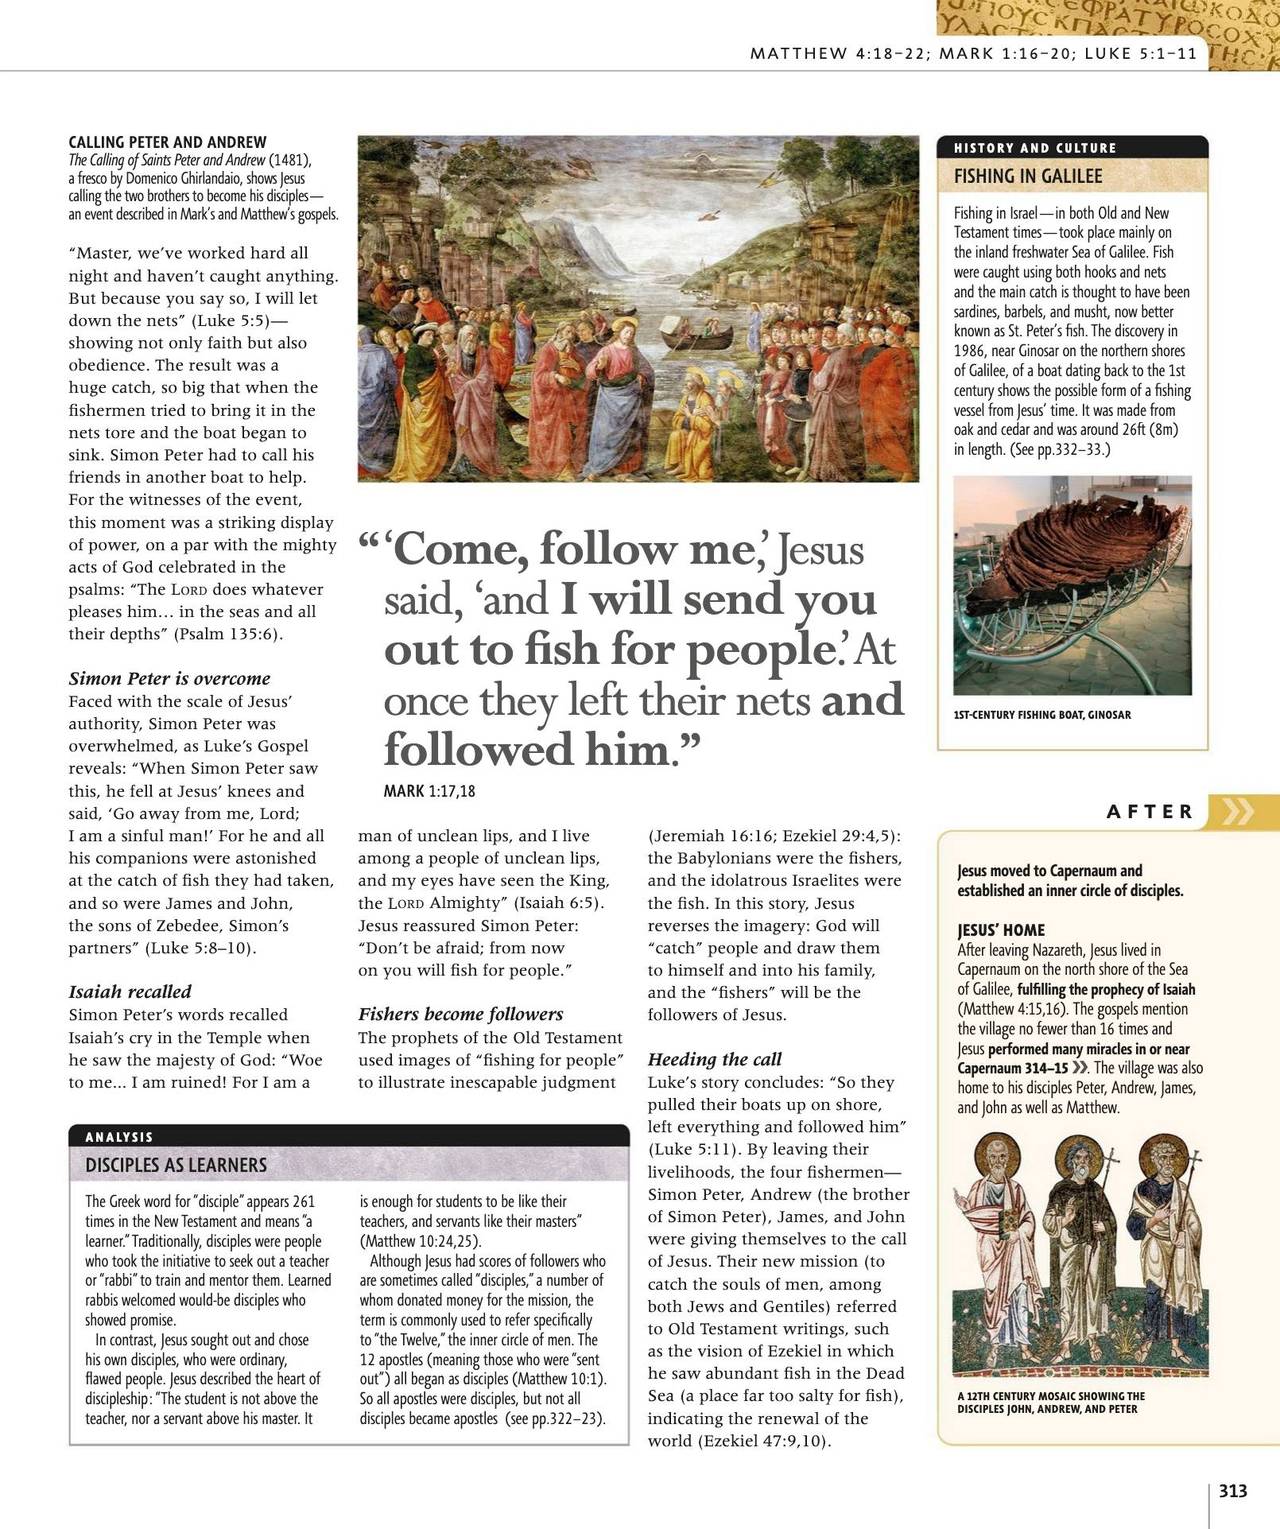 MATTHEW 4:18–22; MARK 1:16–20; LUKE 5:1–11
CALLING PETER AND ANDREW
The Calling of Saints Peter and Andrew (1481),
a fresco by Domenico Ghirlandaio, shows Jesus
calling the two brothers to become his disciples—
an event described in Mark's and Matthew's gospels.
“Master, we’ve worked hard all
night and haven’t caught anything.
But because you say so, I will let
down the nets” (Luke 5:5)—
showing not only faith but also
obedience. The result was a
huge catch, so big that when the
fishermen tried to bring it in the
nets tore and the boat began to
sink. Simon Peter had to call his
friends in another boat to help.
For the witnesses of the event,
this moment was a striking display
of power, on a par with the mighty
acts of God celebrated in the
psalms: “The LORD does whatever
pleases him… in the seas and all
their depths” (Psalm 135:6).
Simon Peter is overcome
Faced with the scale of Jesus’
authority, Simon Peter was
overwhelmed, as Luke’s Gospel
reveals: “When Simon Peter saw
this, he fell at Jesus’ knees and
said, ‘Go away from me, Lord;
I am a sinful man!’ For he and all
his companions were astonished
at the catch of fish they had taken,
and so were James and John,
the sons of Zebedee, Simon’s
partners” (Luke 5:8–10).
Isaiah recalled
Simon Peter’s words recalled
Isaiah’s cry in the Temple when
he saw the majesty of God: “Woe
to me... I am ruined! For I am a
“‘Come, follow me,’ Jesus
said, ‘and I will send you
out to fish for people.’ At
once they left their nets and
followed him.”
MARK 1:17,18
man of unclean lips, and I live
among a people of unclean lips,
and my eyes have seen the King,
the LORD Almighty” (Isaiah 6:5).
Jesus reassured Simon Peter:
“Don’t be afraid; from now
on you will fish for people.”
Fishers become followers
The prophets of the Old Testament
used images of “fishing for people”
to illustrate inescapable judgment
(Jeremiah 16:16; Ezekiel 29:4,5):
the Babylonians were the fishers,
and the idolatrous Israelites were
the fish. In this story, Jesus
reverses the imagery: God will
“catch” people and draw them
to himself and into his family,
and the “fishers” will be the
followers of Jesus.
Heeding the call
Luke’s story concludes: “So they
pulled their boats up on shore,
left everything and followed him”
(Luke 5:11). By leaving their
livelihoods, the four fishermen—
Simon Peter, Andrew (the brother
of Simon Peter), James, and John
were giving themselves to the call
of Jesus. Their new mission (to
catch the souls of men, among
both Jews and Gentiles) referred
to Old Testament writings, such
as the vision of Ezekiel in which
he saw abundant fish in the Dead
Sea (a place far too salty for fish),
indicating the renewal of the
world (Ezekiel 47:9,10).
ANALYSIS
DISCIPLES AS LEARNERS
The Greek word for “disciple” appears 261
times in the New Testament and means “a
learner.” Traditionally, disciples were people
who took the initiative to seek out a teacher
or “rabbi” to train and mentor them. Learned
rabbis welcomed would-be disciples who
showed promise.
In contrast, Jesus sought out and chose
his own disciples, who were ordinary,
flawed people. Jesus described the heart of
discipleship: “The student is not above the
teacher, nor a servant above his master. It
is enough for students to be like their
teachers, and servants like their masters”
(Matthew 10:24,25).
Although Jesus had scores of followers who
are sometimes called “disciples,” a number of
whom donated money for the mission, the
term is commonly used to refer specifically
to “the Twelve,” the inner circle of men. The
12 apostles (meaning those who were “sent
out”) all began as disciples (Matthew 10:1).
So all apostles were disciples, but not all
disciples became apostles (see pp.322–23).
HISTORY AND CULTURE
FISHING IN GALILEE
Fishing in Israel—in both Old and New
Testament times—took place mainly on
the inland freshwater Sea of Galilee. Fish
were caught using both hooks and nets
and the main catch is thought to have been
sardines, barbels, and musht, now better
known as St. Peter’s fish. The discovery in
1986, near Ginosar on the northern shores
of Galilee, of a boat dating back to the 1st
century shows the possible form of a fishing
vessel from Jesus’ time. It was made from
oak and cedar and was around 26ft (8m)
in length. (See pp.332–33.)
1ST-CENTURY FISHING BOAT, GINOSAR
AFTER
Jesus moved to Capernaum and
established an inner circle of disciples.
JESUS’ HOME
After leaving Nazareth, Jesus lived in
Capernaum on the north shore of the Sea
of Galilee, fulfilling the prophecy of Isaiah
(Matthew 4:15,16). The gospels mention
the village no fewer than 16 times and
Jesus performed many miracles in or near
Capernaum 314–15 ❯❯. The village was also
home to his disciples Peter, Andrew, James,
and John as well as Matthew.
A 12TH CENTURY MOSAIC SHOWING THE
DISCIPLES JOHN, ANDREW, AND PETER
313